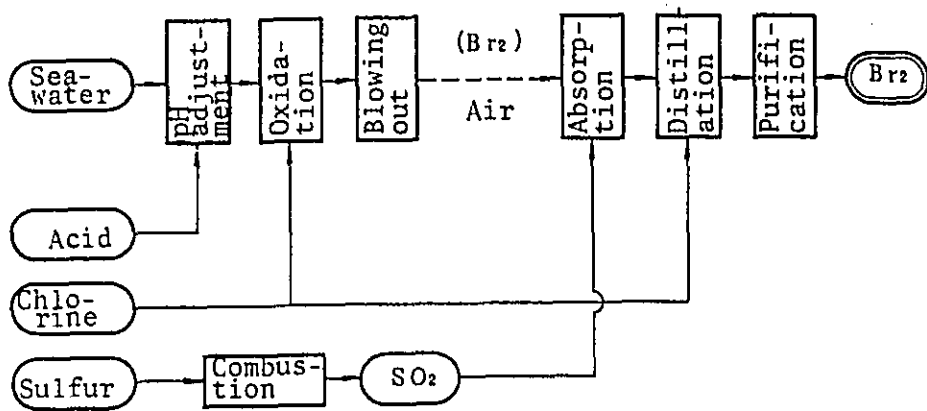 Sea-
water
pH
adjust-
ment
Oxida-
tion
Blowing
out
(Br₂)
Air
Absorp-
tion
Distill-
ation
Purifi-
cation
Br₂
Acid
Chlo-
rine
Sulfur
Combus-
tion
SO₂